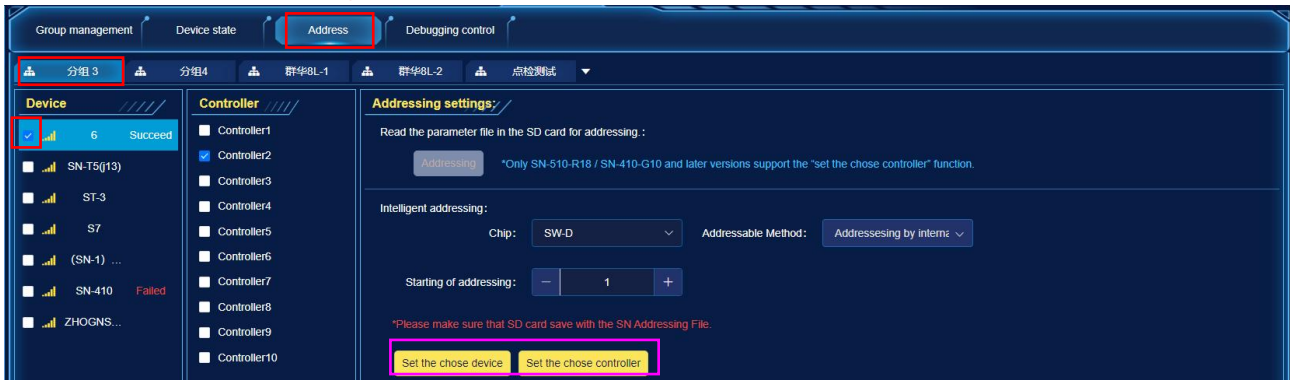 Group management Device state Address Debugging control
分组 3 分组4 群华8L-1 群华8L-2 点检测试
Device
6 Succeed
SN-T5(j13)
ST-3
S7
(SN-1) ...
SN-410 Failed
ZHOGNS...
Controller
Controller1
Controller2
Controller3
Controller4
Controller5
Controller6
Controller7
Controller8
Controller9
Controller10
Addressing settings:
Read the parameter file in the SD card for addressing.:
Addressing *Only SN-510-R18 / SN-410-G10 and later versions support the "set the chose controller" function.
Intelligent addressing:
Chip: SW-D Addressable Method: Addressesing by interna
Starting of addressing: − 1 +
*Please make sure that SD card save with the SN Addressing File.
Set the chose device Set the chose controller